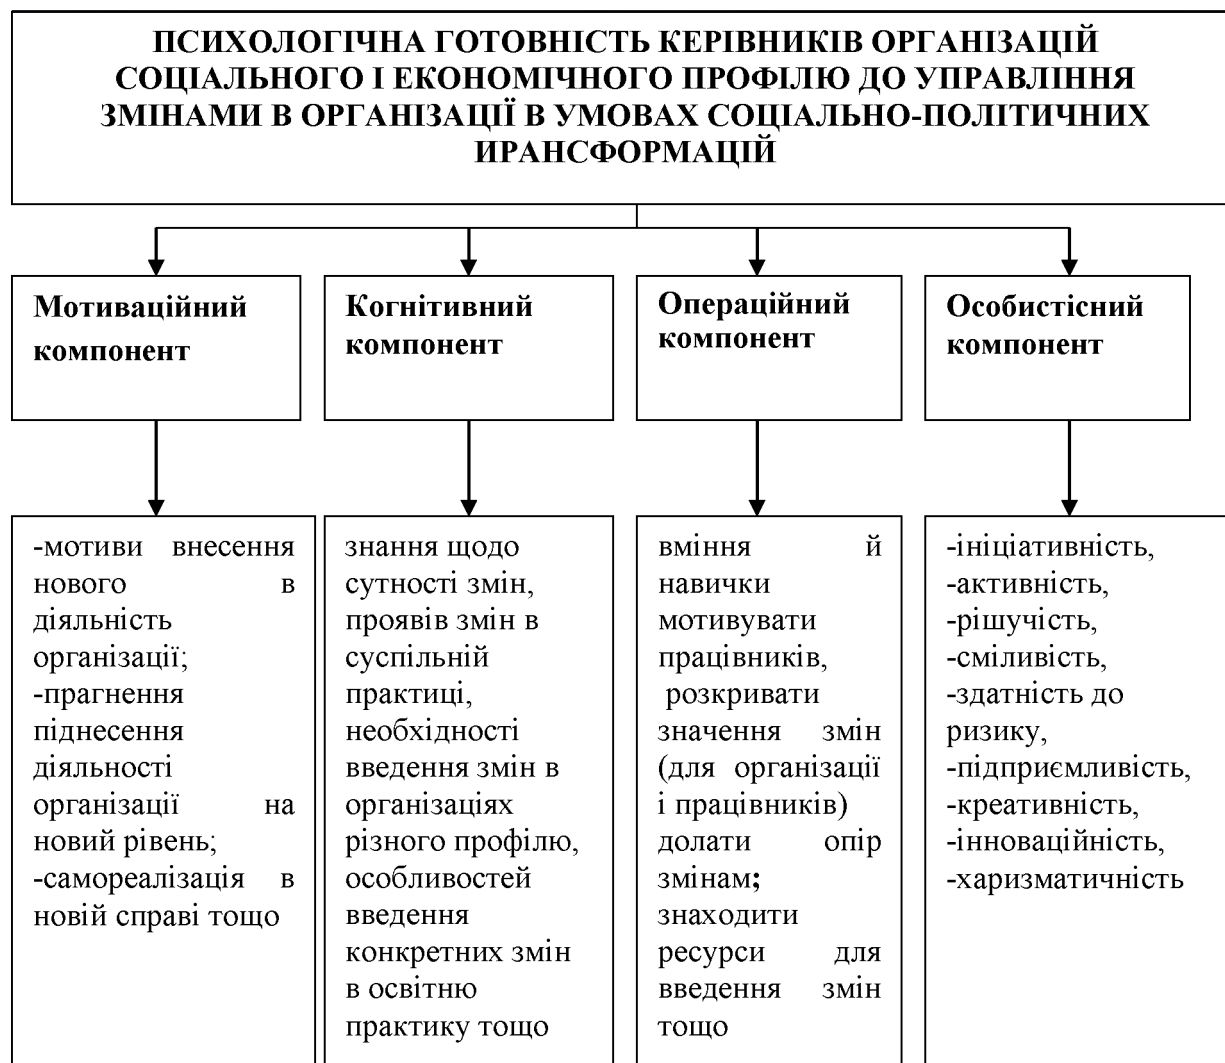 ПСИХОЛОГІЧНА ГОТОВНІСТЬ КЕРІВНИКІВ ОРГАНІЗАЦІЙ
СОЦІАЛЬНОГО І ЕКОНОМІЧНОГО ПРОФІЛЮ ДО УПРАВЛІННЯ
ЗМІНАМИ В ОРГАНІЗАЦІЇ В УМОВАХ СОЦІАЛЬНО-ПОЛІТИЧНИХ
ИРАНСФОРМАЦІЙ
Мотиваційний
компонент
Когнітивний
компонент
Операційний
компонент
Особистісний
компонент
-мотиви внесення
нового в
діяльність
організації;
-прагнення
піднесення
діяльності
організації на
новий рівень;
-самореалізація в
новій справі тощо
знання щодо
сутності змін,
проявів змін в
суспільній
практиці,
необхідності
введення змін в
організаціях
різного профілю,
особливостей
введення
конкретних змін
в освітню
практику тощо
вміння й
навички
мотивувати
працівників,
розкривати
значення змін
(для організації
і працівників)
долати опір
змінам;
знаходити
ресурси для
введення змін
тощо
-ініціативність,
-активність,
-рішучість,
-сміливість,
-здатність до
ризику,
-підприємливість,
-креативність,
-інноваційність,
-харизматичність